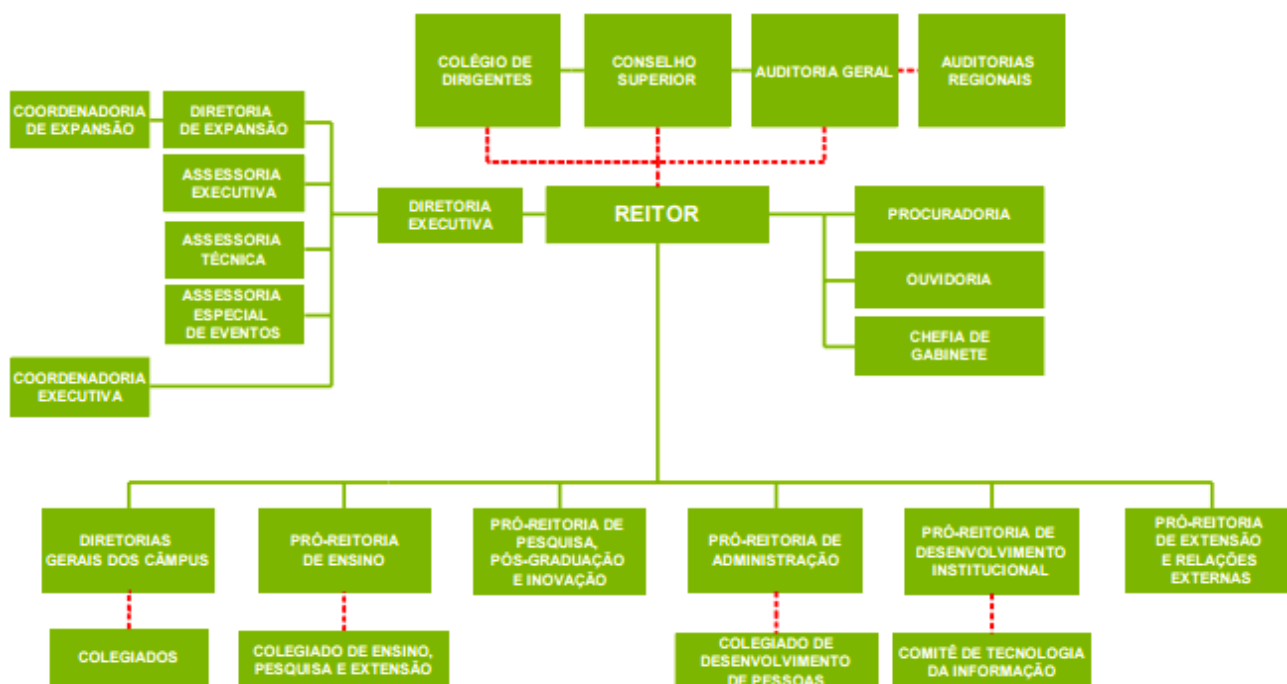 COLÉGIO DE
DIRIGENTES
CONSELHO
SUPERIOR
AUDITORIA GERAL
AUDITORIAS
REGIONAIS
COORDENADORIA
DE EXPANSÃO
DIRETORIA
DE EXPANSÃO
ASSESSORIA
EXECUTIVA
DIRETORIA
EXECUTIVA
REITOR
PROCURADORIA
ASSESSORIA
TÉCNICA
OUVIDORIA
ASSESSORIA
ESPECIAL
DE EVENTOS
CHEFIA DE
GABINETE
COORDENADORIA
EXECUTIVA
DIRETORIAS
GERAIS DOS CÂMPUS
PRÓ-REITORIA
DE ENSINO
PRÓ-REITORIA DE
PESQUISA,
PÓS-GRADUAÇÃO
E INOVAÇÃO
PRÓ-REITORIA DE
ADMINISTRAÇÃO
PRÓ-REITORIA DE
DESENVOLVIMENTO
INSTITUCIONAL
PRÓ-REITORIA
DE EXTENSÃO
E RELAÇÕES
EXTERNAS
COLEGIADOS
COLEGIADO DE ENSINO,
PESQUISA E EXTENSÃO
COLEGIADO DE
DESENVOLVIMENTO
DE PESSOAS
COMITÊ DE TECNOLOGIA
DA INFORMAÇÃO